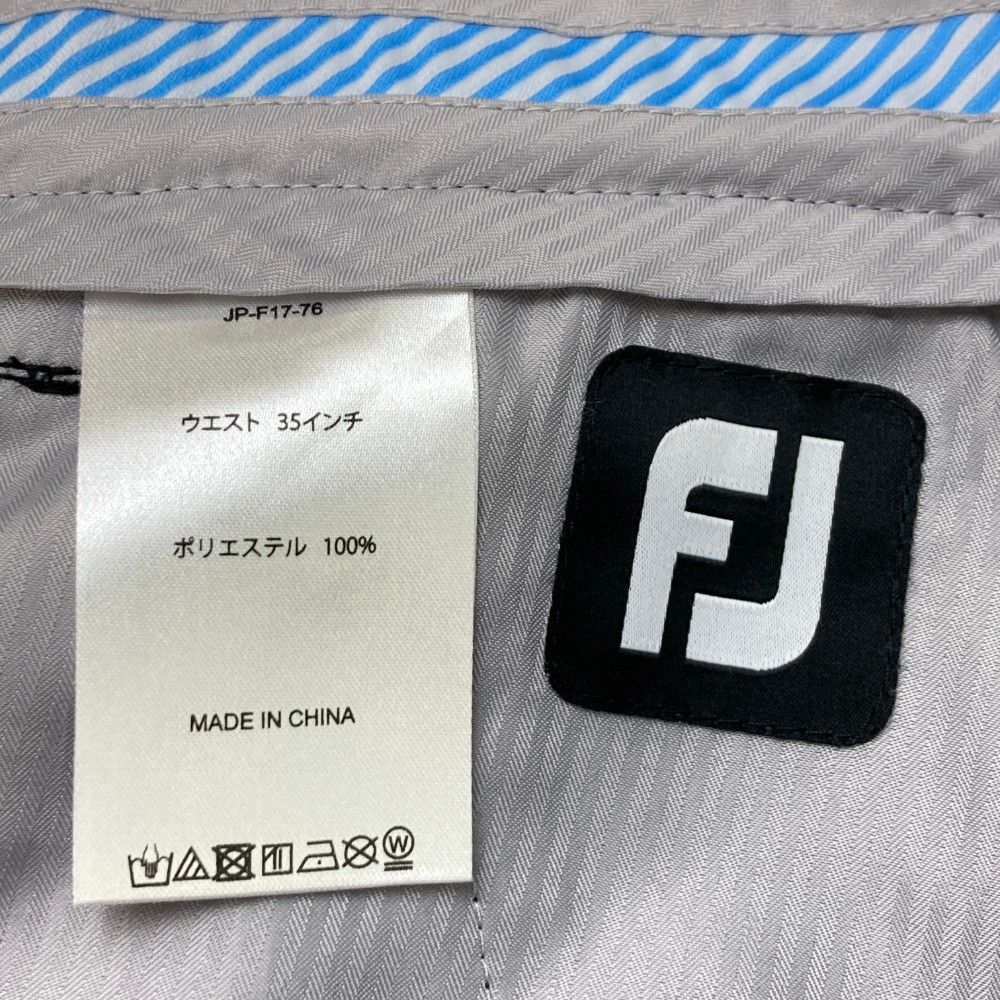 JP-F17-76
ウエスト 35インチ
ポリエステル 100%
MADE IN CHINA
W
FJ